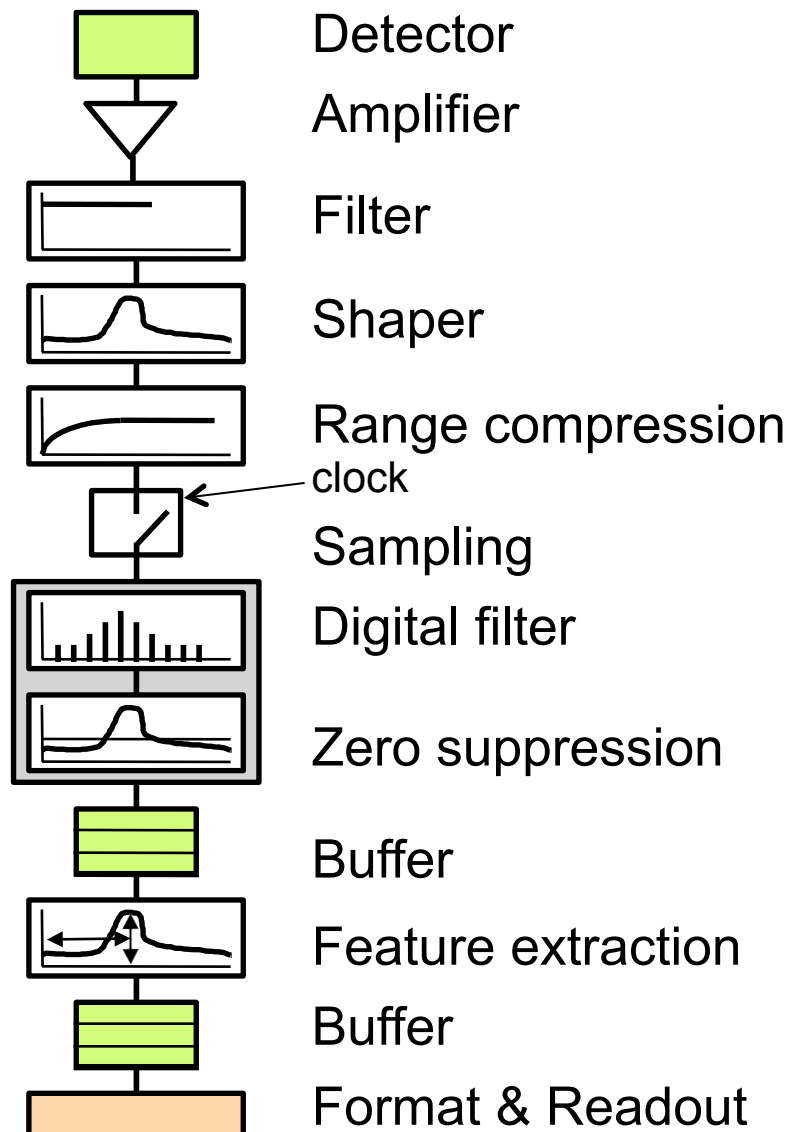 Detector
Amplifier
Filter
Shaper
Range compression
clock
Sampling
Digital filter
Zero suppression
Buffer
Feature extraction
Buffer
Format & Readout